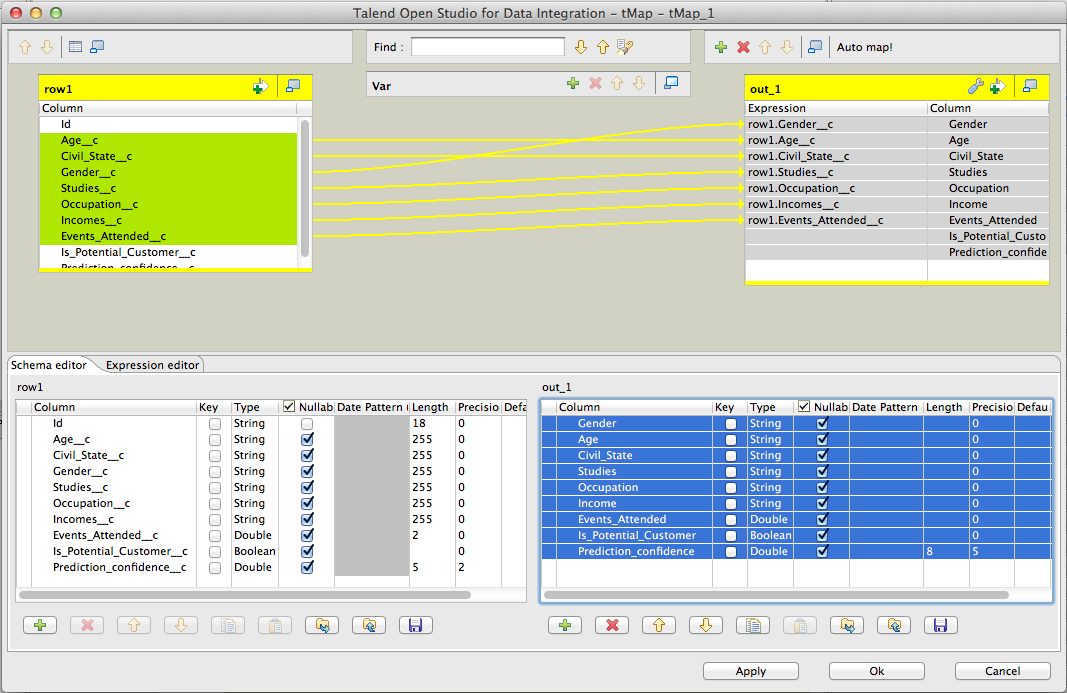 Talend Open Studio for Data Integration – tMap – tMap_1
Find :
Auto map!
row1
Column
Id
Age__c
Civil_State__c
Gender__c
Studies__c
Occupation__c
Incomes__c
Events_Attended__c
Is_Potential_Customer__c
Prediction_confidence__c
Var
out_1
Expression Column
row1.Gender__c Gender
row1.Age__c Age
row1.Civil_State__c Civil_State
row1.Studies__c Studies
row1.Occupation__c Occupation
row1.Incomes__c Income
row1.Events_Attended__c Events_Attended
Is_Potential_Custo
Prediction_confide
Schema editor Expression editor
row1
Column Key Type Nullab Date Pattern ( Length Precisio Defa
Id String 18 0
Age__c String 255 0
Civil_State__c String 255 0
Gender__c String 255 0
Studies__c String 255 0
Occupation__c String 255 0
Incomes__c String 255 0
Events_Attended__c Double 2 0
Is_Potential_Customer__c Boolean 0
Prediction_confidence__c Double 5 2
out_1
Column Key Type Nullab Date Pattern Length Precisio Defau
Gender String 0
Age String 0
Civil_State String 0
Studies String 0
Occupation String 0
Income String 0
Events_Attended Double 0
Is_Potential_Customer Boolean 0
Prediction_confidence Double 8 5
Apply Ok Cancel